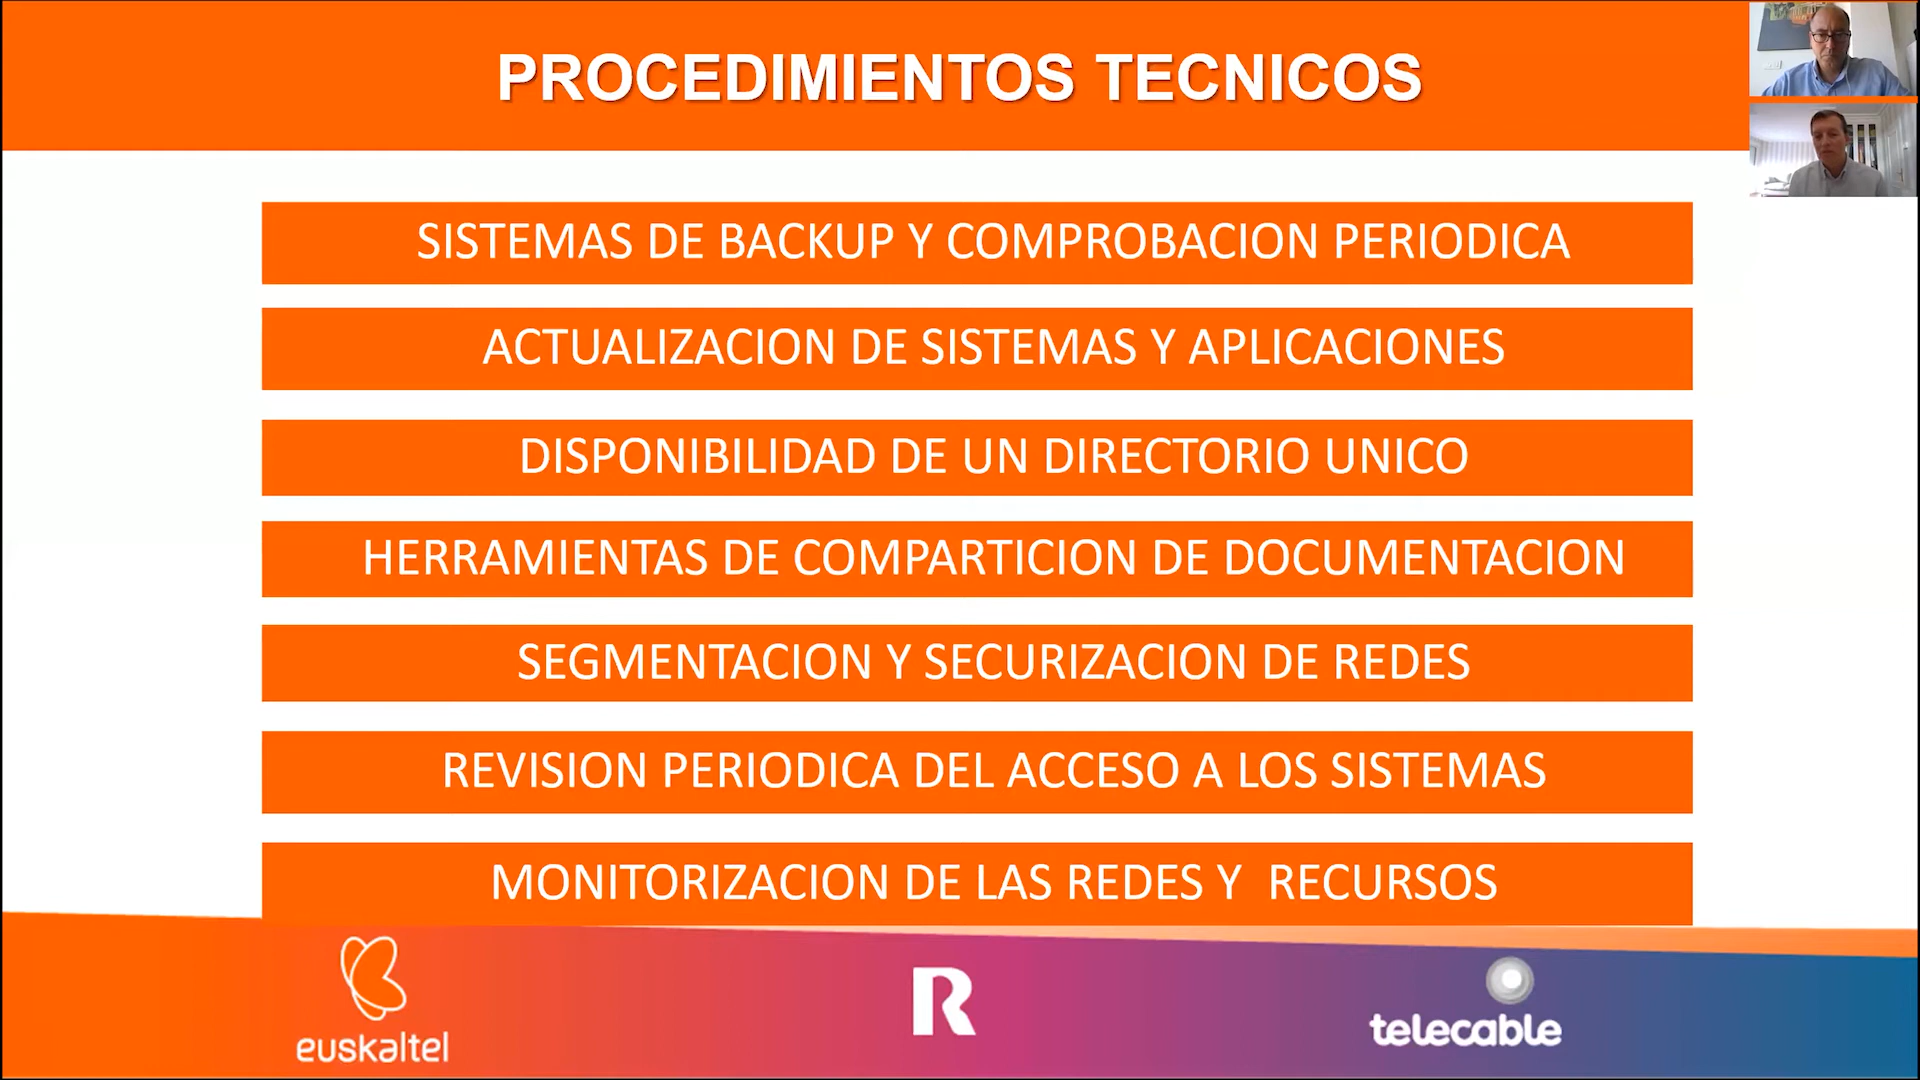 PROCEDIMIENTOS TECNICOS
SISTEMAS DE BACKUP Y COMPROBACION PERIODICA
ACTUALIZACION DE SISTEMAS Y APLICACIONES
DISPONIBILIDAD DE UN DIRECTORIO UNICO
HERRAMIENTAS DE COMPARTICION DE DOCUMENTACION
SEGMENTACION Y SECURIZACION DE REDES
REVISION PERIODICA DEL ACCESO A LOS SISTEMAS
MONITORIZACION DE LAS REDES Y  RECURSOS
euskaltel
R
telecable